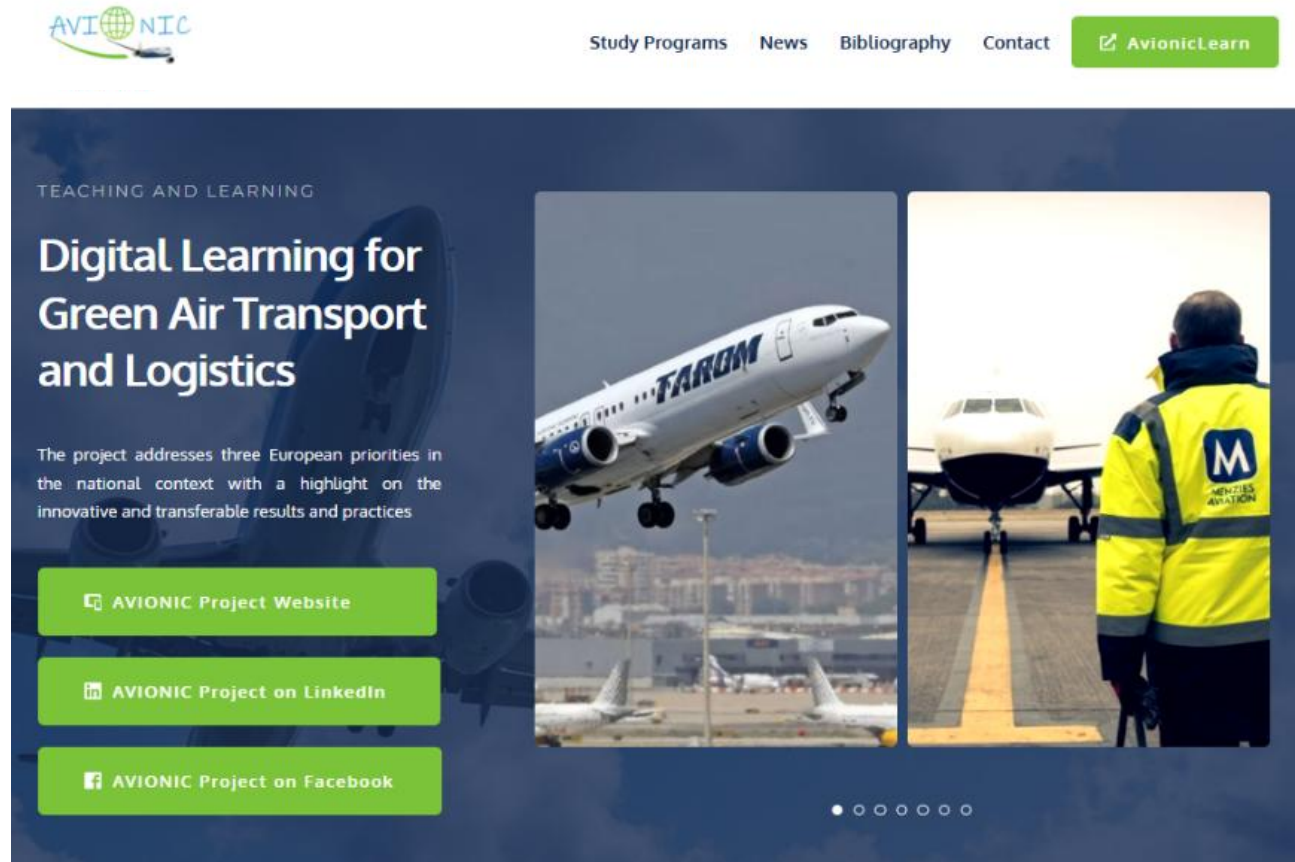 AVIONIC
Study Programs News Bibliography Contact AvionicLearn
TEACHING AND LEARNING
Digital Learning for
Green Air Transport
and Logistics
The project addresses three European priorities in
the national context with a highlight on the
innovative and transferable results and practices
AVIONIC Project Website
AVIONIC Project on LinkedIn
AVIONIC Project on Facebook
TAROM
M
MENZIES
AVIATION